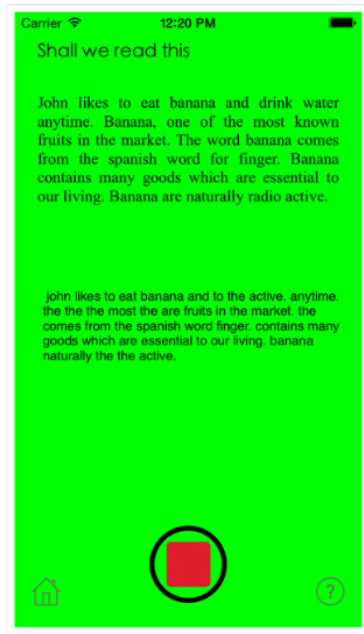 Carrier 12:20 PM
Shall we read this
John likes to eat banana and drink water
anytime. Banana, one of the most known
fruits in the market. The word banana comes
from the spanish word for finger. Banana
contains many goods which are essential to
our living. Banana are naturally radio active.
john likes to eat banana and to the active. anytime.
the the the most the are fruits in the market. the
comes from the spanish word finger. contains many
goods which are essential to our living. banana
naturally the the active.
?